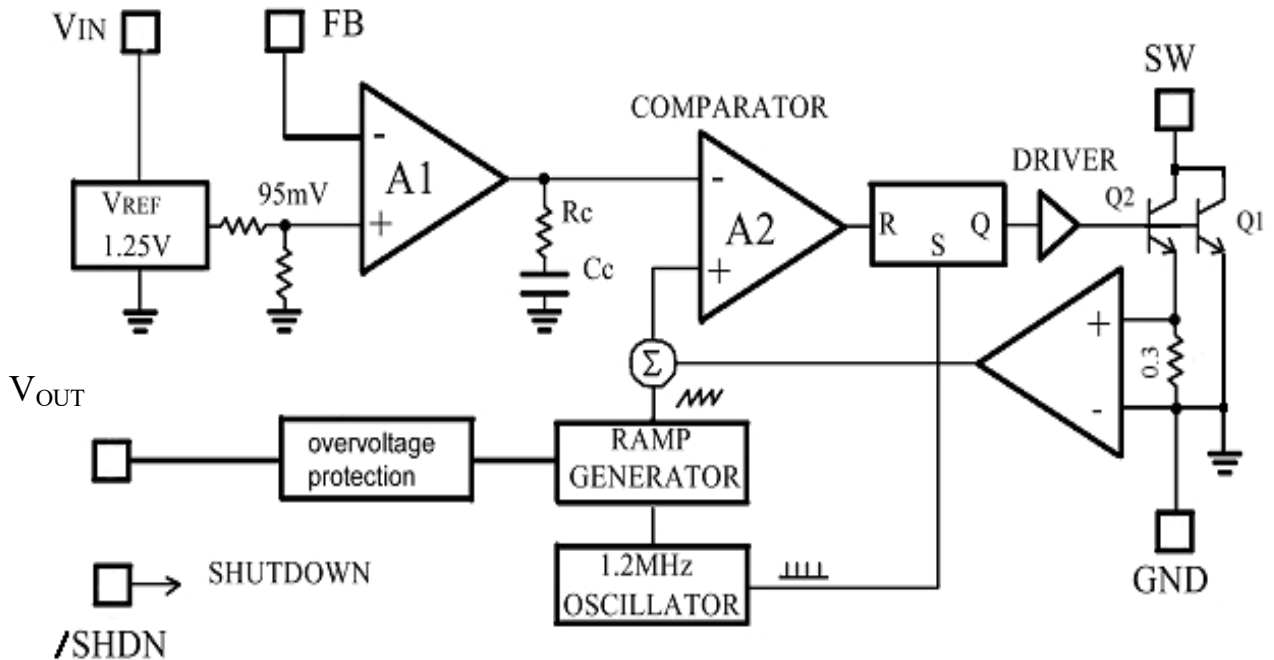 VIN
FB
COMPARATOR
SW
DRIVER
VREF
1.25V
95mV
A1
-
+
Rc
Cc
A2
-
+
R
S
Q
Q2
Q1
Σ
+
-
0.3
VOUT
overvoltage
protection
RAMP
GENERATOR
1.2MHz
OSCILLATOR
SHUTDOWN
/SHDN
GND